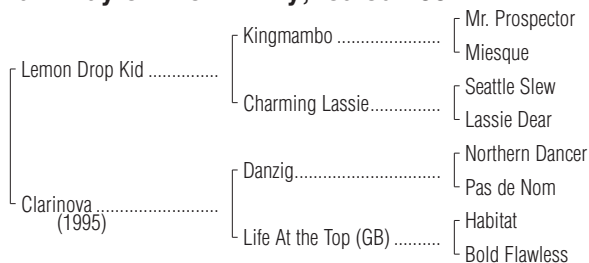 Mr. Prospector
Kingmambo ..................
Miesque
Lemon Drop Kid ...............
Seattle Slew
Charming Lassie...............
Lassie Dear
Northern Dancer
Danzig...............................
Pas de Nom
Clarinova ..........................
(1995)
Habitat
Life At the Top (GB) ..........
Bold Flawless